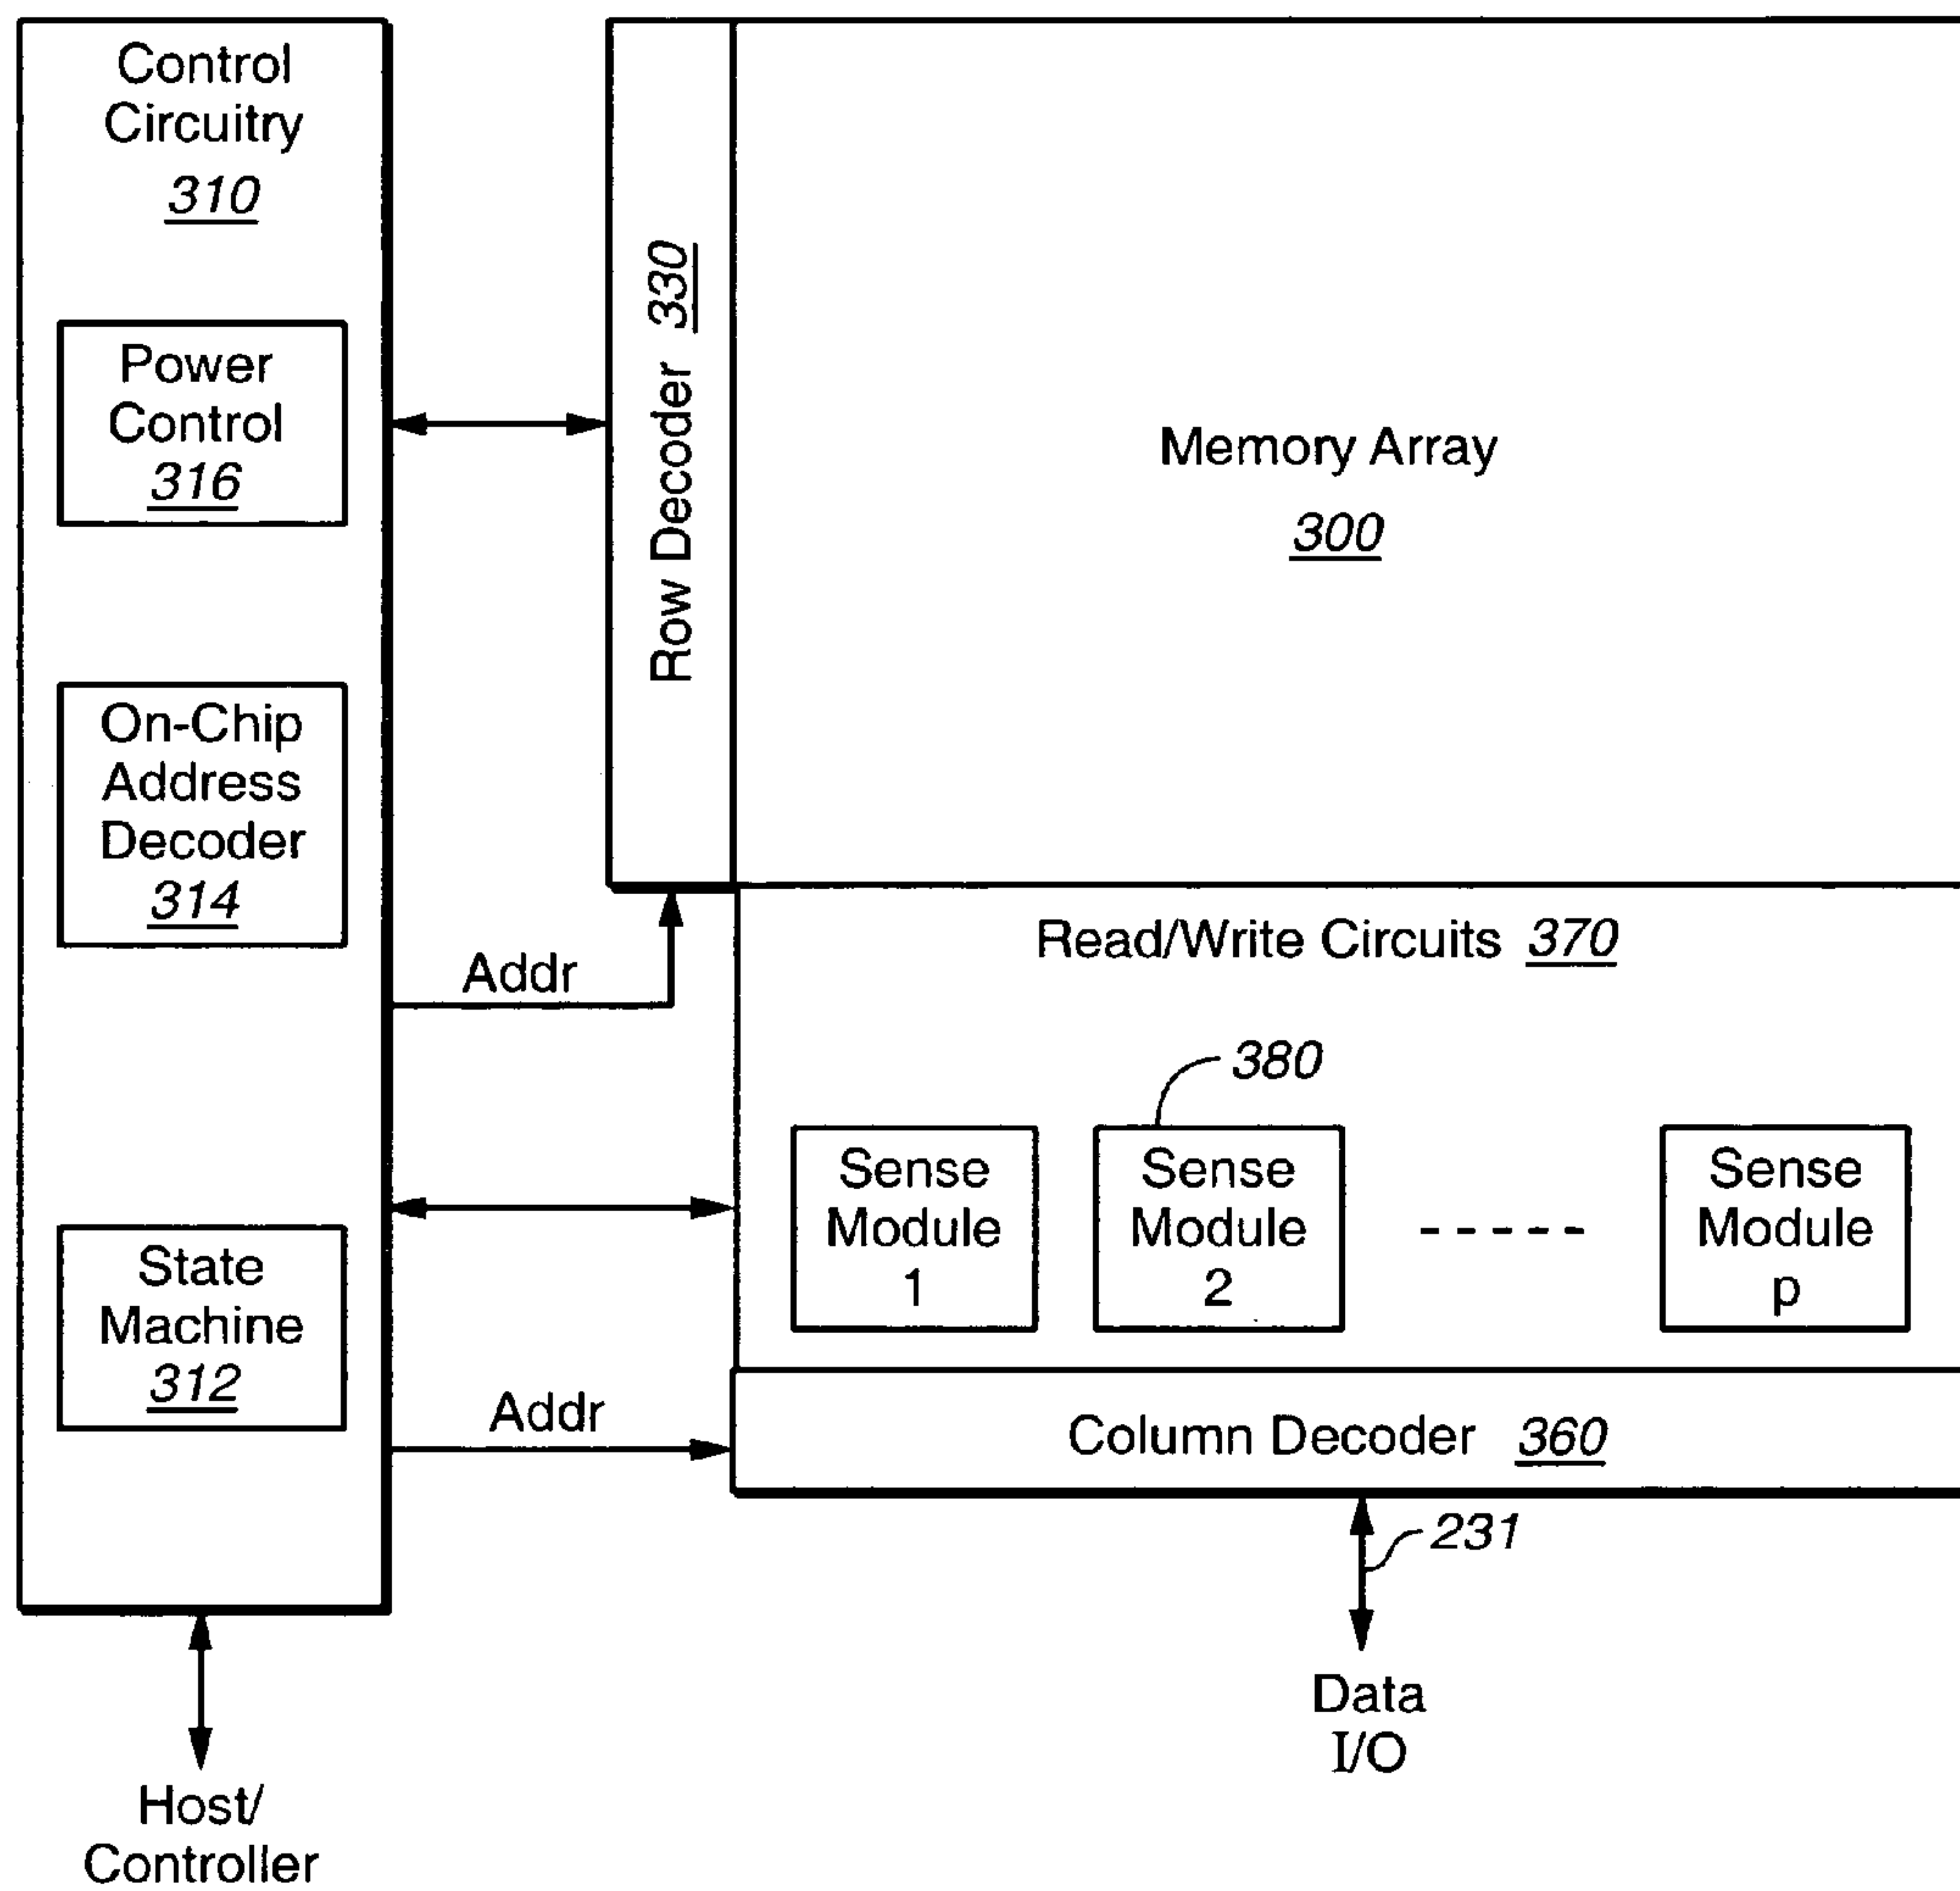 Control
Circuitry
310
Power
Control
316
On-Chip
Address
Decoder
314
State
Machine
312
Host/
Controller
Row Decoder 330
Addr
Addr
Memory Array
300
Read/Write Circuits 370
380
Sense
Module
1
Sense
Module
2
-----
Sense
Module
p
Column Decoder 360
231
Data
I/O